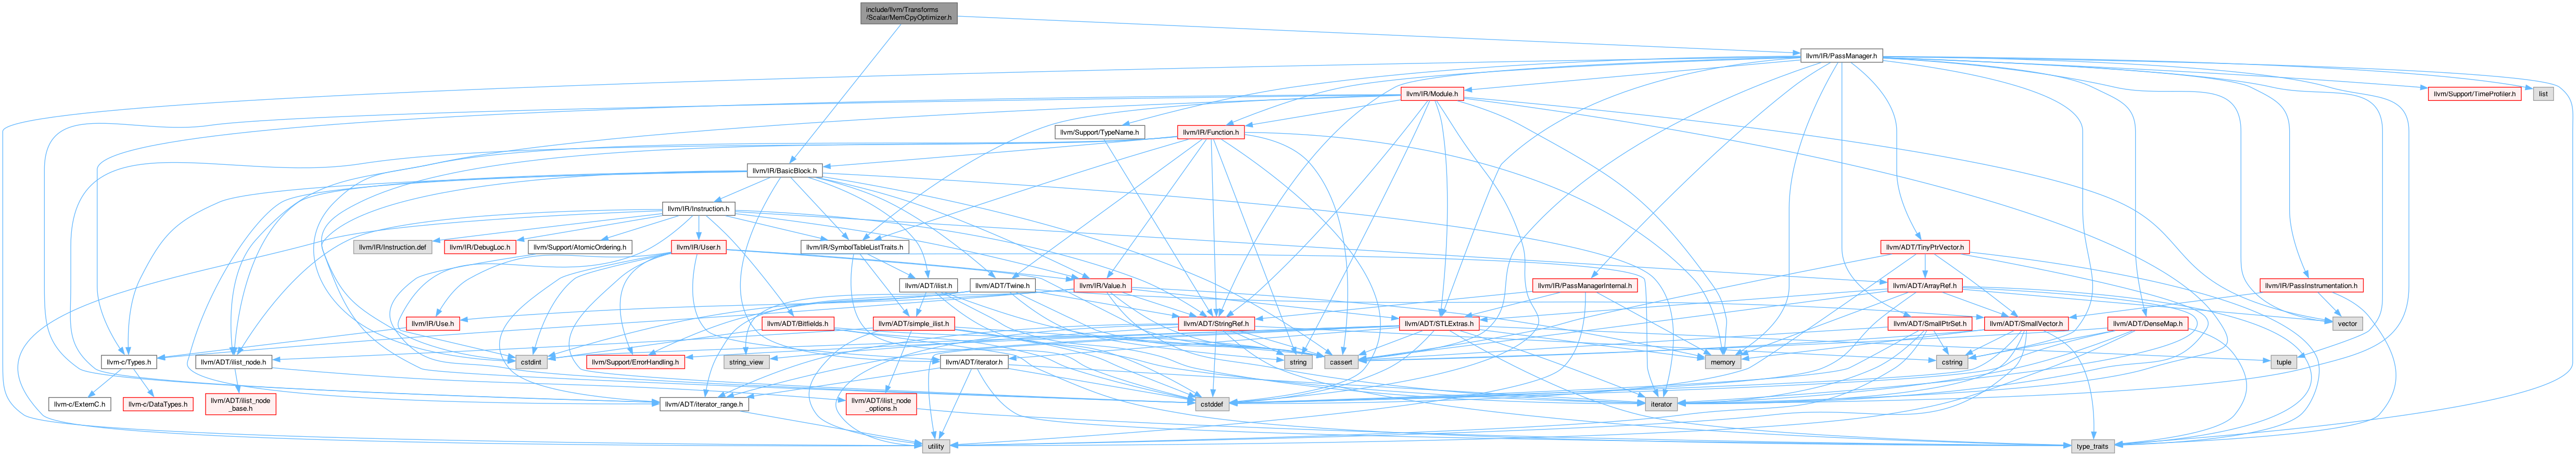 include/llvm/Transforms
/Scalar/MemCpyOptimizer.h
llvm/IR/PassManager.h
llvm/IR/Module.h
llvm/Support/TimeProfiler.h
list
llvm/Support/TypeName.h
llvm/IR/Function.h
llvm/IR/BasicBlock.h
llvm/IR/Instruction.h
llvm/IR/Instruction.def
llvm/IR/DebugLoc.h
llvm/Support/AtomicOrdering.h
llvm/IR/User.h
llvm/IR/SymbolTableListTraits.h
llvm/ADT/TinyPtrVector.h
llvm/ADT/ilist.h
llvm/ADT/Twine.h
llvm/IR/Value.h
llvm/IR/PassManagerInternal.h
llvm/ADT/ArrayRef.h
llvm/IR/PassInstrumentation.h
llvm/IR/Use.h
llvm/ADT/Bitfields.h
llvm/ADT/simple_ilist.h
llvm/ADT/StringRef.h
llvm/ADT/STLExtras.h
llvm/ADT/SmallPtrSet.h
llvm/ADT/SmallVector.h
llvm/ADT/DenseMap.h
vector
llvm-c/Types.h
llvm/ADT/ilist_node.h
cstdint
llvm/Support/ErrorHandling.h
string_view
llvm/ADT/iterator.h
string
cassert
memory
cstring
tuple
llvm-c/ExternC.h
llvm-c/DataTypes.h
llvm/ADT/ilist_node
_base.h
llvm/ADT/iterator_range.h
llvm/ADT/ilist_node
_options.h
cstddef
iterator
utility
type_traits